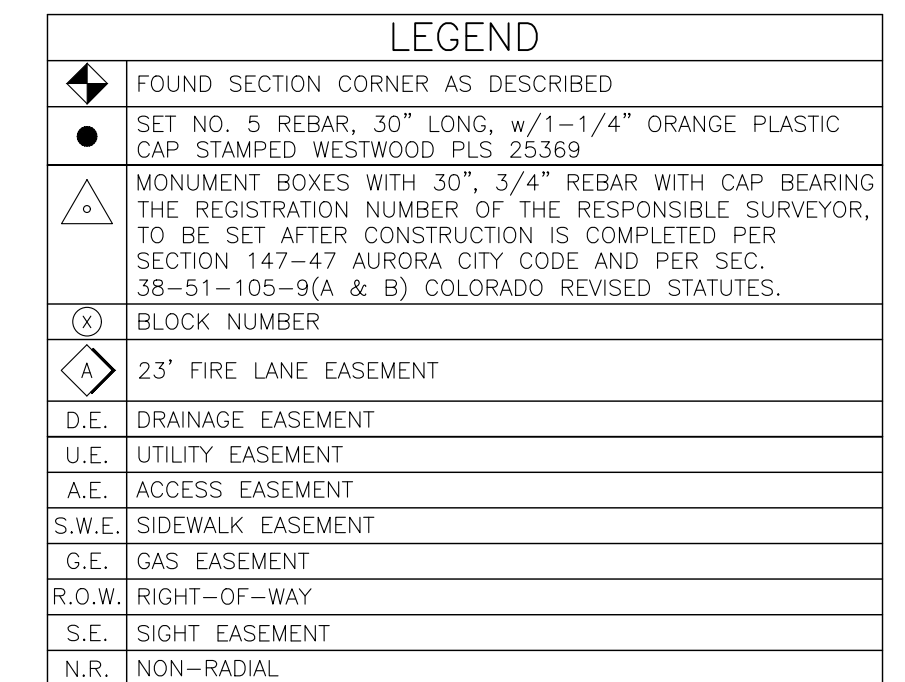 LEGEND
FOUND SECTION CORNER AS DESCRIBED
SET NO. 5 REBAR, 30" LONG, w/1-1/4" ORANGE PLASTIC
CAP STAMPED WESTWOOD PLS 25369
MONUMENT BOXES WITH 30", 3/4" REBAR WITH CAP BEARING
THE REGISTRATION NUMBER OF THE RESPONSIBLE SURVEYOR,
TO BE SET AFTER CONSTRUCTION IS COMPLETED PER
SECTION 147-47 AURORA CITY CODE AND PER SEC.
38-51-105-9(A & B) COLORADO REVISED STATUTES.
X BLOCK NUMBER
A 23' FIRE LANE EASEMENT
D.E. DRAINAGE EASEMENT
U.E. UTILITY EASEMENT
A.E. ACCESS EASEMENT
S.W.E. SIDEWALK EASEMENT
G.E. GAS EASEMENT
R.O.W. RIGHT-OF-WAY
S.E. SIGHT EASEMENT
N.R. NON-RADIAL